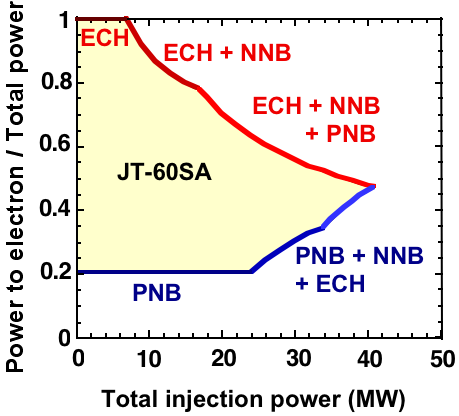 1
ECH
ECH + NNB
0.8
ECH + NNB
+ PNB
0.6
JT-60SA
0.4
PNB + NNB
+ ECH
0.2
PNB
0
0 10 20 30 40 50
Total injection power (MW)
Power to electron / Total power